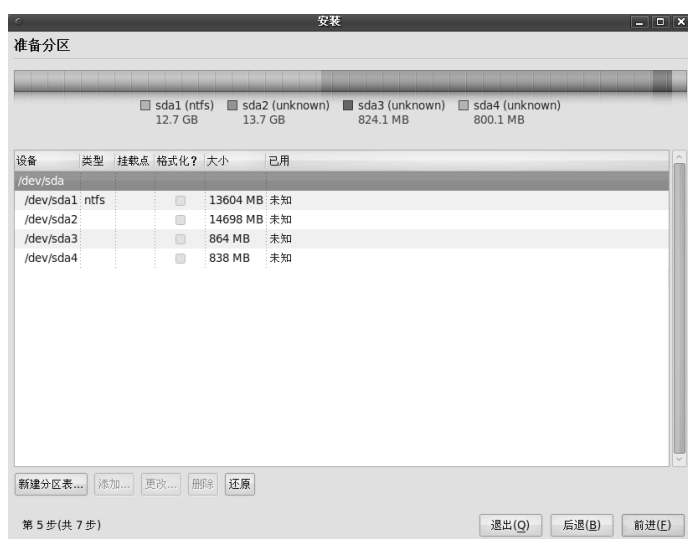 安装
准备分区
sda1 (ntfs) sda2 (unknown) sda3 (unknown) sda4 (unknown)
12.7 GB 13.7 GB 824.1 MB 800.1 MB
设备 类型 挂载点 格式化? 大小 已用
/dev/sda
/dev/sda1 ntfs 13604 MB 未知
/dev/sda2 14698 MB 未知
/dev/sda3 864 MB 未知
/dev/sda4 838 MB 未知
新建分区表... 添加... 更改... 删除 还原
第 5 步(共 7 步) 退出(Q) 后退(B) 前进(F)